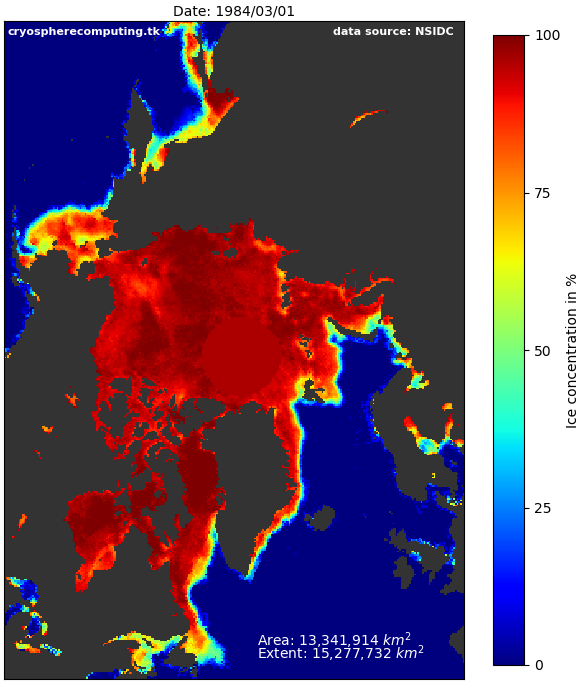 Date: 1984/03/01
cryospherecomputing.tk
data source: NSIDC
100
75
50
25
0
Ice concentration in %
Area: 13,341,914 km²
Extent: 15,277,732 km²